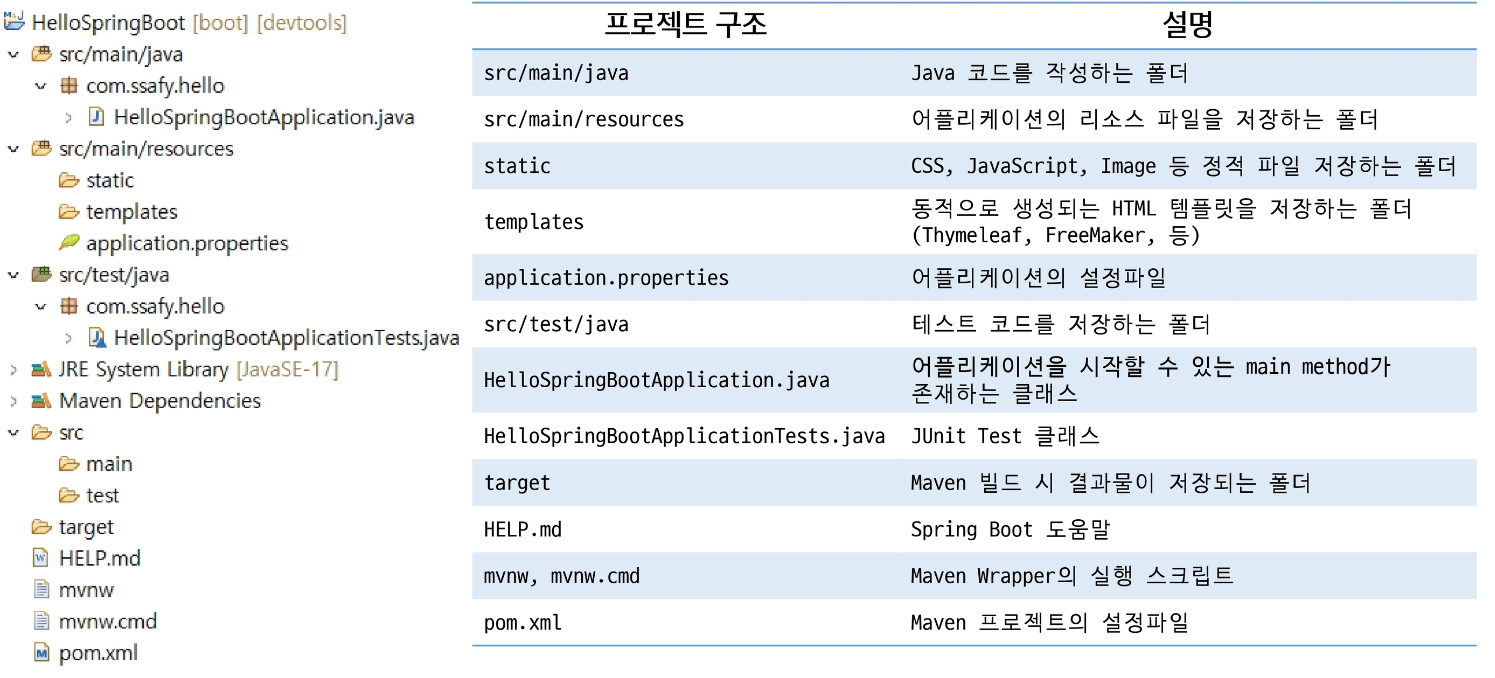 HelloSpringBoot [boot] [devtools]
src/main/java
com.ssafy.hello
HelloSpringBootApplication.java
src/main/resources
static
templates
application.properties
src/test/java
com.ssafy.hello
HelloSpringBootApplicationTests.java
JRE System Library [JavaSE-17]
Maven Dependencies
src
main
test
target
HELP.md
mvnw
mvnw.cmd
pom.xml
프로젝트 구조 설명
src/main/java Java 코드를 작성하는 폴더
src/main/resources 어플리케이션의 리소스 파일을 저장하는 폴더
static CSS, JavaScript, Image 등 정적 파일 저장하는 폴더
templates 동적으로 생성되는 HTML 템플릿을 저장하는 폴더
(Thymeleaf, FreeMaker, 등)
application.properties 어플리케이션의 설정파일
src/test/java 테스트 코드를 저장하는 폴더
HelloSpringBootApplication.java 어플리케이션을 시작할 수 있는 main method가
존재하는 클래스
HelloSpringBootApplicationTests.java JUnit Test 클래스
target Maven 빌드 시 결과물이 저장되는 폴더
HELP.md Spring Boot 도움말
mvnw, mvnw.cmd Maven Wrapper의 실행 스크립트
pom.xml Maven 프로젝트의 설정파일